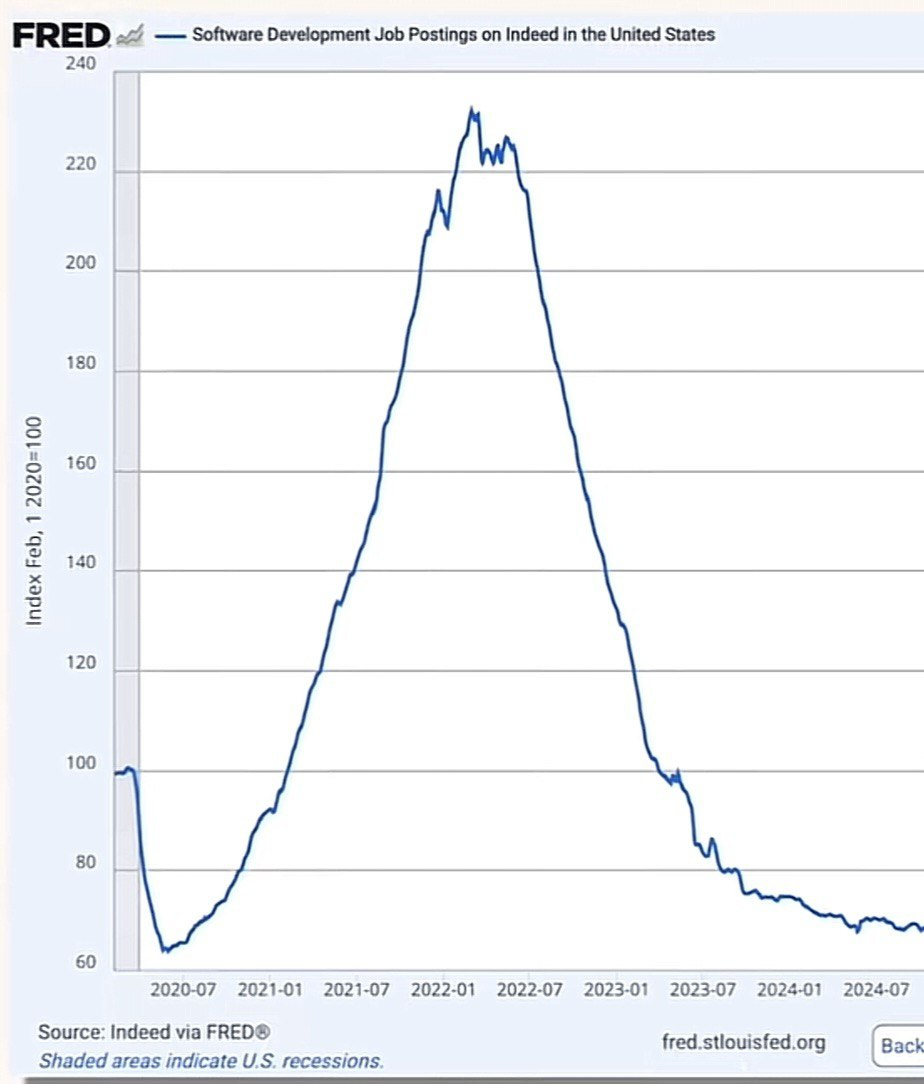 FRED
Software Development Job Postings on Indeed in the United States
240
220
200
180
160
140
120
100
80
60
Index Feb, 1 2020=100
2020-07 2021-01 2021-07 2022-01 2022-07 2023-01 2023-07 2024-01 2024-07
Source: Indeed via FRED®
Shaded areas indicate U.S. recessions.
fred.stlouisfed.org
Back